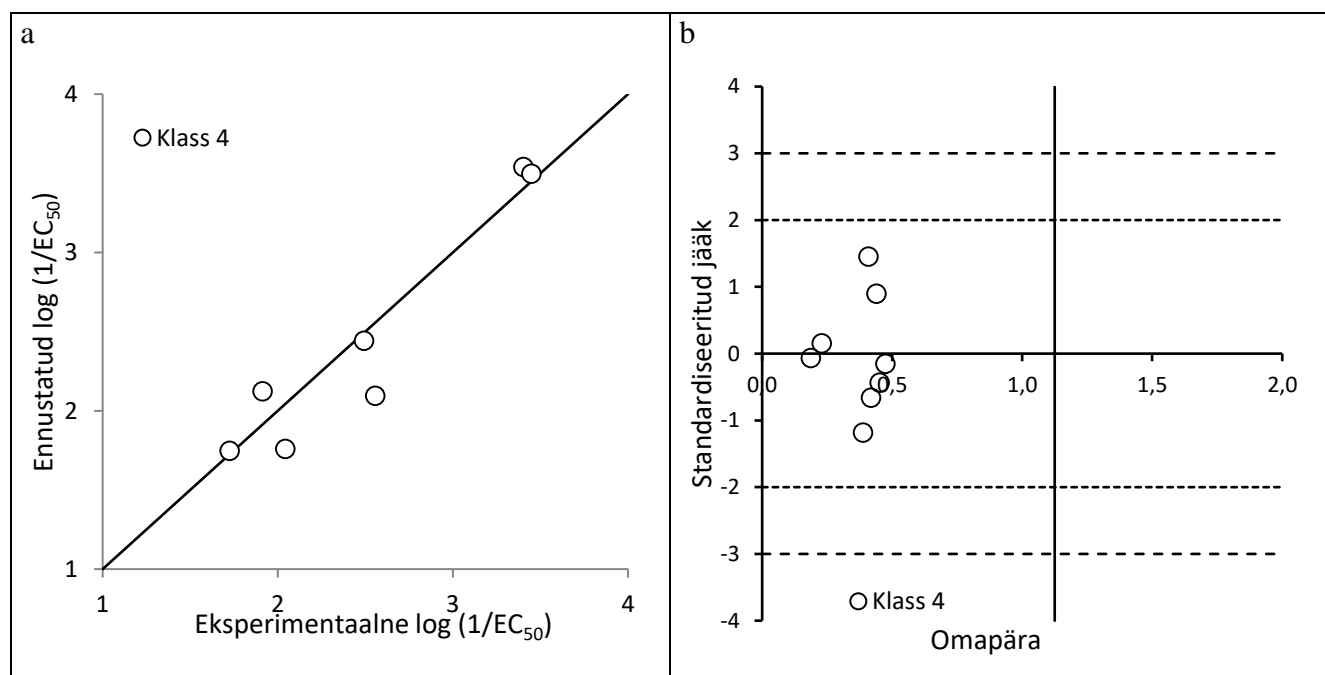 a
4
3
2
1
1
2
3
4
Klass 4
Ennustatud log (1/EC₅₀)
Eksperimentaalne log (1/EC₅₀)
b
4
3
2
1
0
-1
-2
-3
-4
0,0
0,5
1,0
1,5
2,0
Standardiseeritud jääk
Klass 4
Omapära